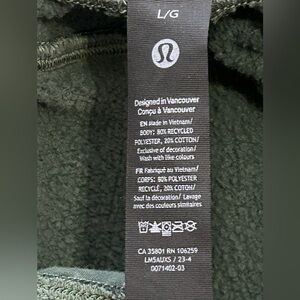 L/G
Designed in Vancouver
Conçu à Vancouver
EN Made in Vietnam/
BODY: 80% RECYCLED
POLYESTER, 20% COTTON/
Exclusive of decoration/
Wash with like colours
FR Fabriqué au Vietnam/
CORPS: 80% POLYESTER
RECYCLÉ, 20% COTON/
Sauf la décoration/ Lavage
avec des couleurs similaires
CA 35801 RN 106259
LM5AUXS / 23-4
0071402-03